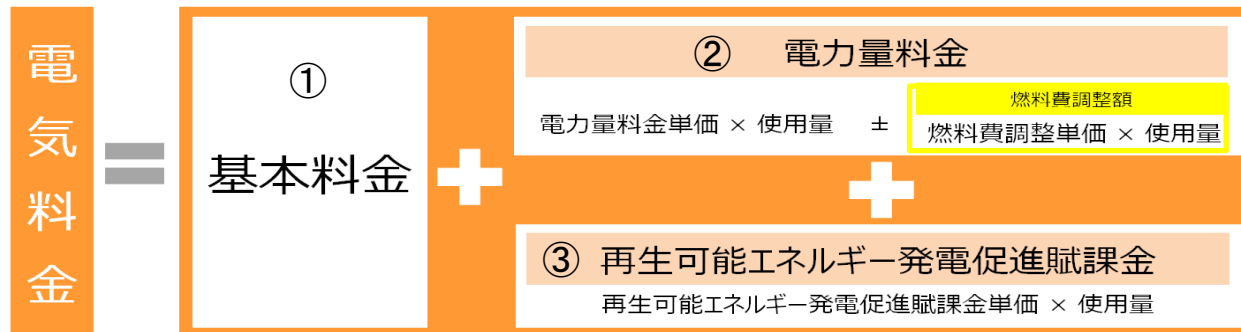 電気料金
=
①
基本料金
+
② 電力量料金
電力量料金単価 × 使用量 ±
燃料費調整額
燃料費調整単価 × 使用量
+
③ 再生可能エネルギー発電促進賦課金
再生可能エネルギー発電促進賦課金単価 × 使用量